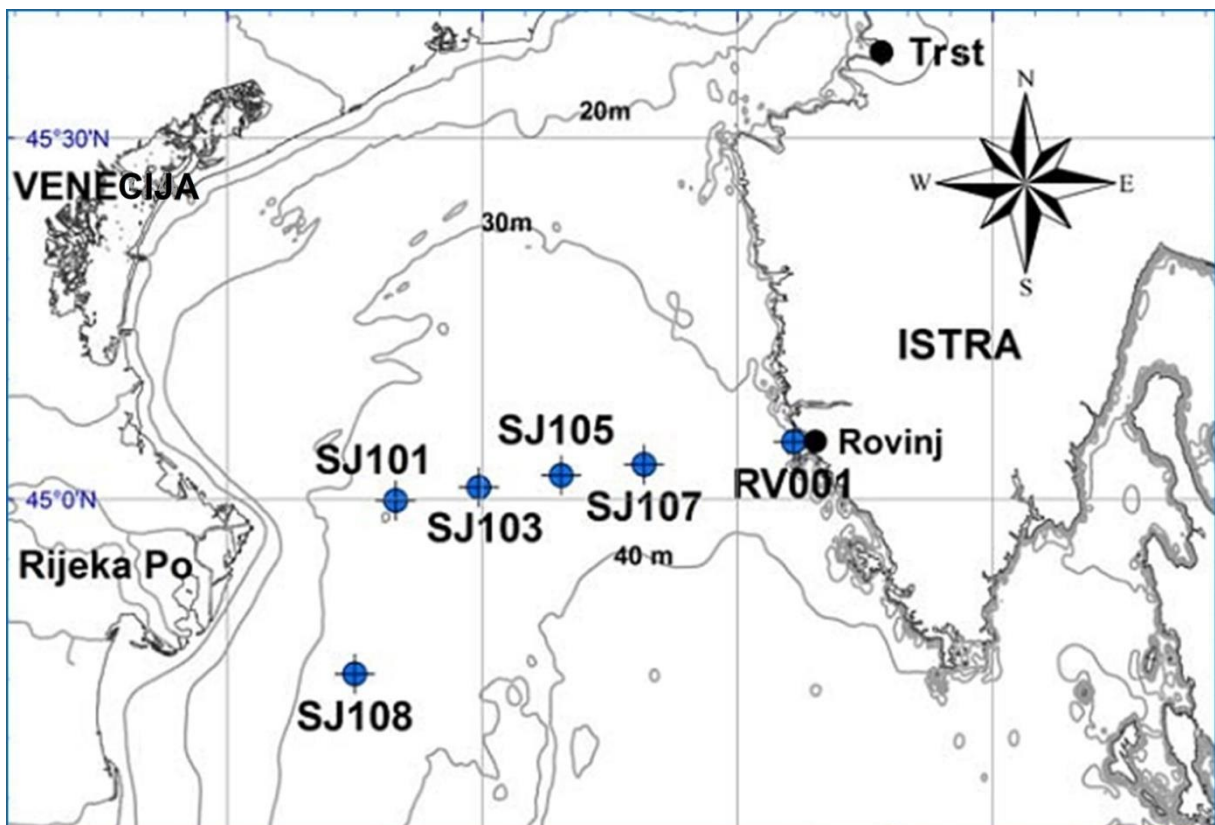 Trst
N
20m
45°30'N
VENECIJA
W
E
30m
S
ISTRA
SJ105
SJ101
Rovinj
RV001
SJ107
45°0'N
SJ103
40 m
Rijeka Po
SJ108